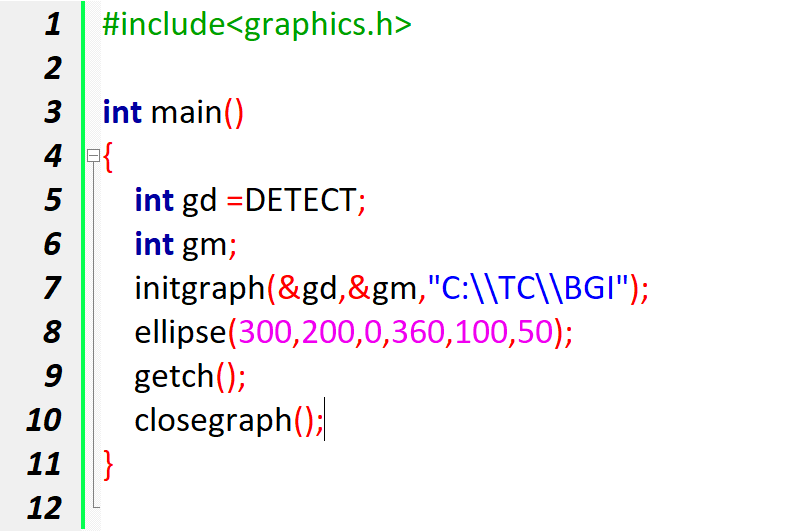 1 #include<graphics.h>
2
3 int main()
4 {
5 int gd =DETECT;
6 int gm;
7 initgraph(&gd,&gm,"C:\\TC\\BGI");
8 ellipse(300,200,0,360,100,50);
9 getch();
10 closegraph();
11 }
12